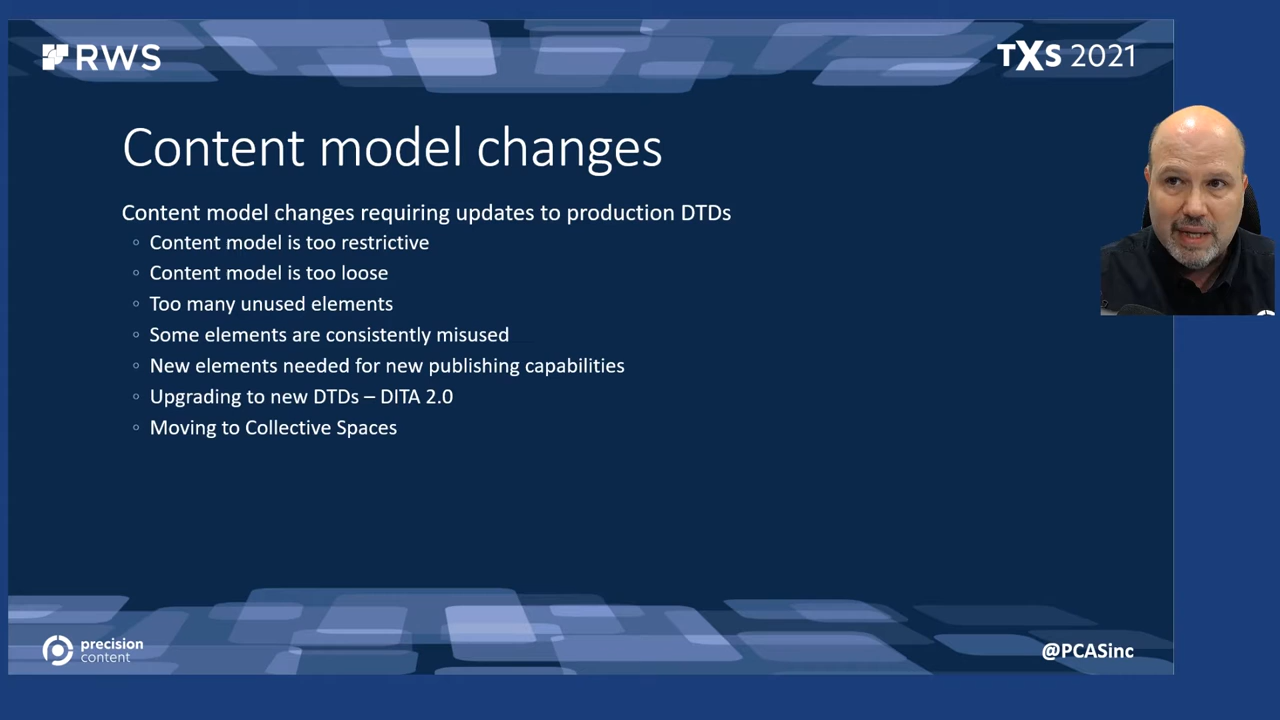 RWS
TXS 2021
Content model changes
Content model changes requiring updates to production DTDs
◦ Content model is too restrictive
◦ Content model is too loose
◦ Too many unused elements
◦ Some elements are consistently misused
◦ New elements needed for new publishing capabilities
◦ Upgrading to new DTDs – DITA 2.0
◦ Moving to Collective Spaces
precision
content
@PCASinc